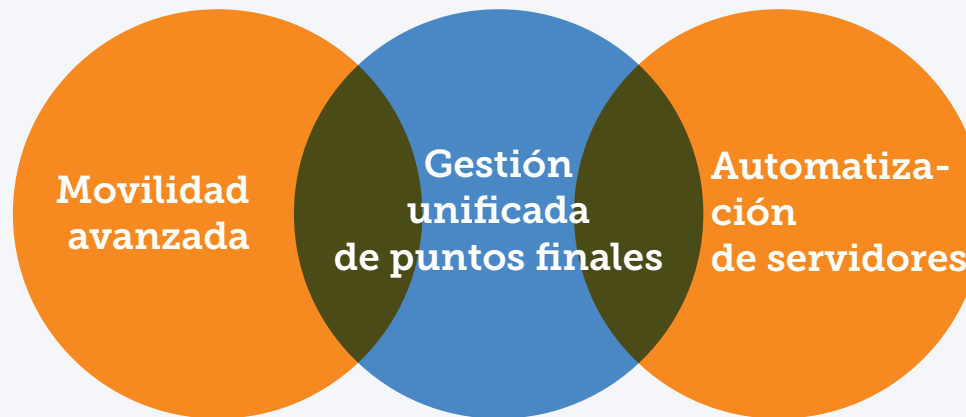 Movilidad
avanzada
Gestión
unificada
de puntos finales
Automatiza-
ción
de servidores